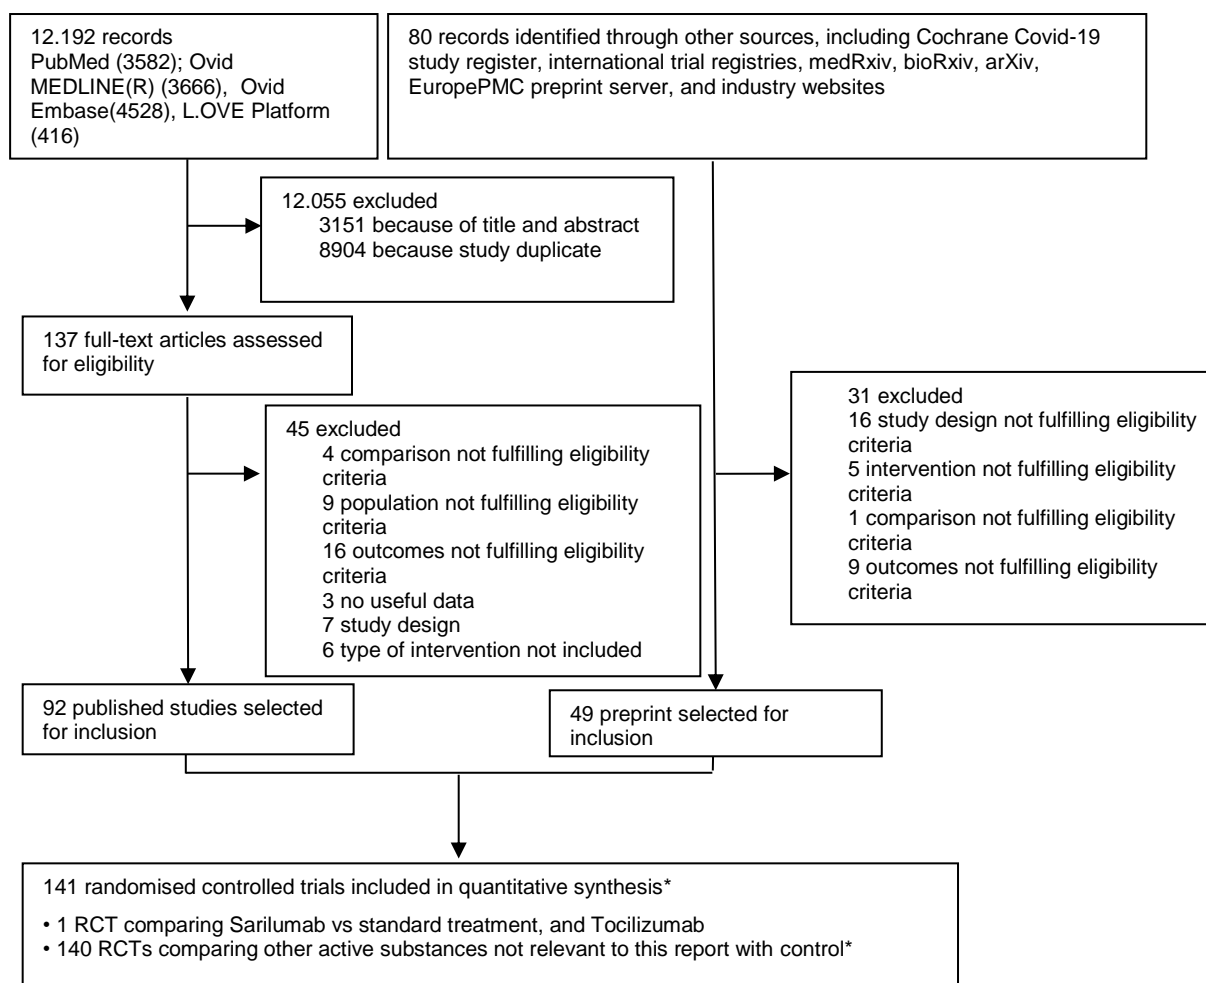 12.192 records
PubMed (3582); Ovid
MEDLINE(R) (3666), Ovid
Embase(4528), L.OVE Platform
(416)
80 records identified through other sources, including Cochrane Covid-19
study register, international trial registries, medRxiv, bioRxiv, arXiv,
EuropePMC preprint server, and industry websites
12.055 excluded
3151 because of title and abstract
8904 because study duplicate
137 full-text articles assessed
for eligibility
45 excluded
4 comparison not fulfilling eligibility
criteria
9 population not fulfilling eligibility
criteria
16 outcomes not fulfilling eligibility
criteria
3 no useful data
7 study design
6 type of intervention not included
31 excluded
16 study design not fulfilling eligibility
criteria
5 intervention not fulfilling eligibility
criteria
1 comparison not fulfilling eligibility
criteria
9 outcomes not fulfilling eligibility
criteria
92 published studies selected
for inclusion
49 preprint selected for
inclusion
141 randomised controlled trials included in quantitative synthesis*
• 1 RCT comparing Sarilumab vs standard treatment, and Tocilizumab
• 140 RCTs comparing other active substances not relevant to this report with control*